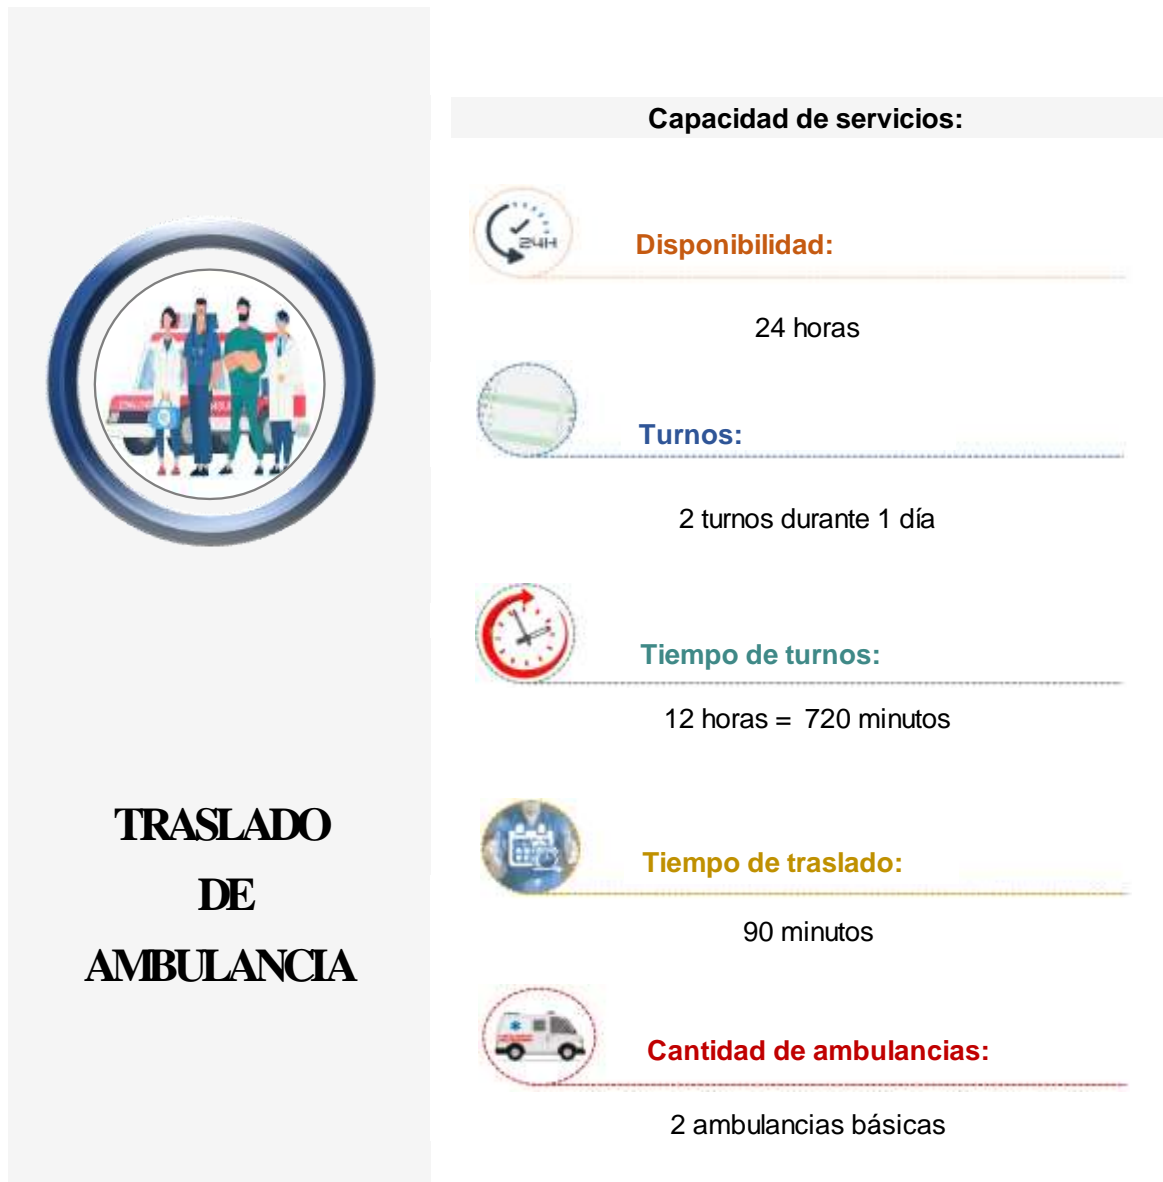 Capacidad de servicios:
24H
Disponibilidad:
24 horas
Turnos:
2 turnos durante 1 día
Tiempo de turnos:
12 horas = 720 minutos
TRASLADO
DE
AMBULANCIA
Tiempo de traslado:
90 minutos
Cantidad de ambulancias:
2 ambulancias básicas